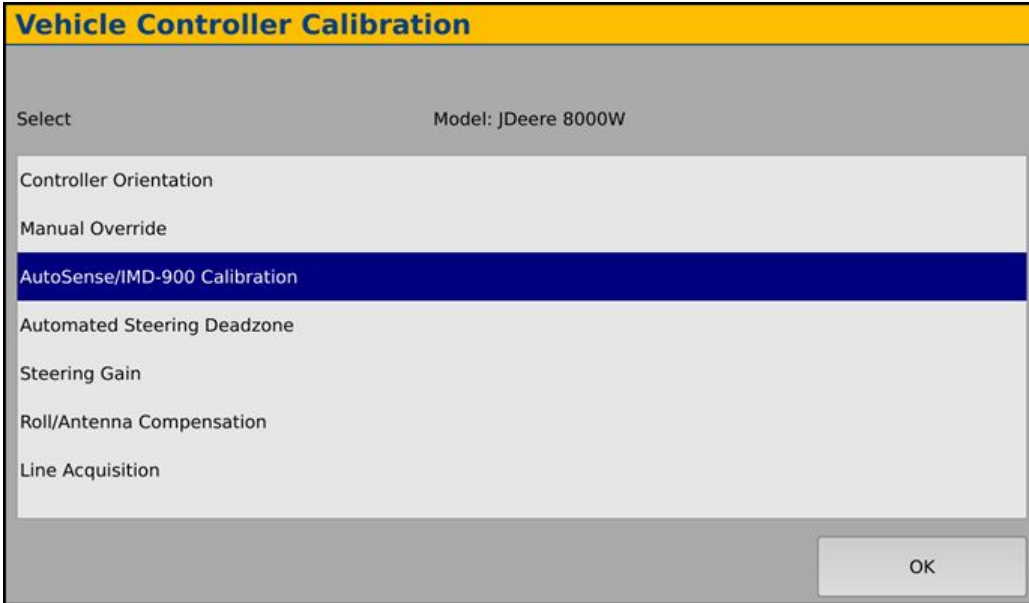 Vehicle Controller Calibration
Select Model: JDeere 8000W
Controller Orientation
Manual Override
AutoSense/IMD-900 Calibration
Automated Steering Deadzone
Steering Gain
Roll/Antenna Compensation
Line Acquisition
OK